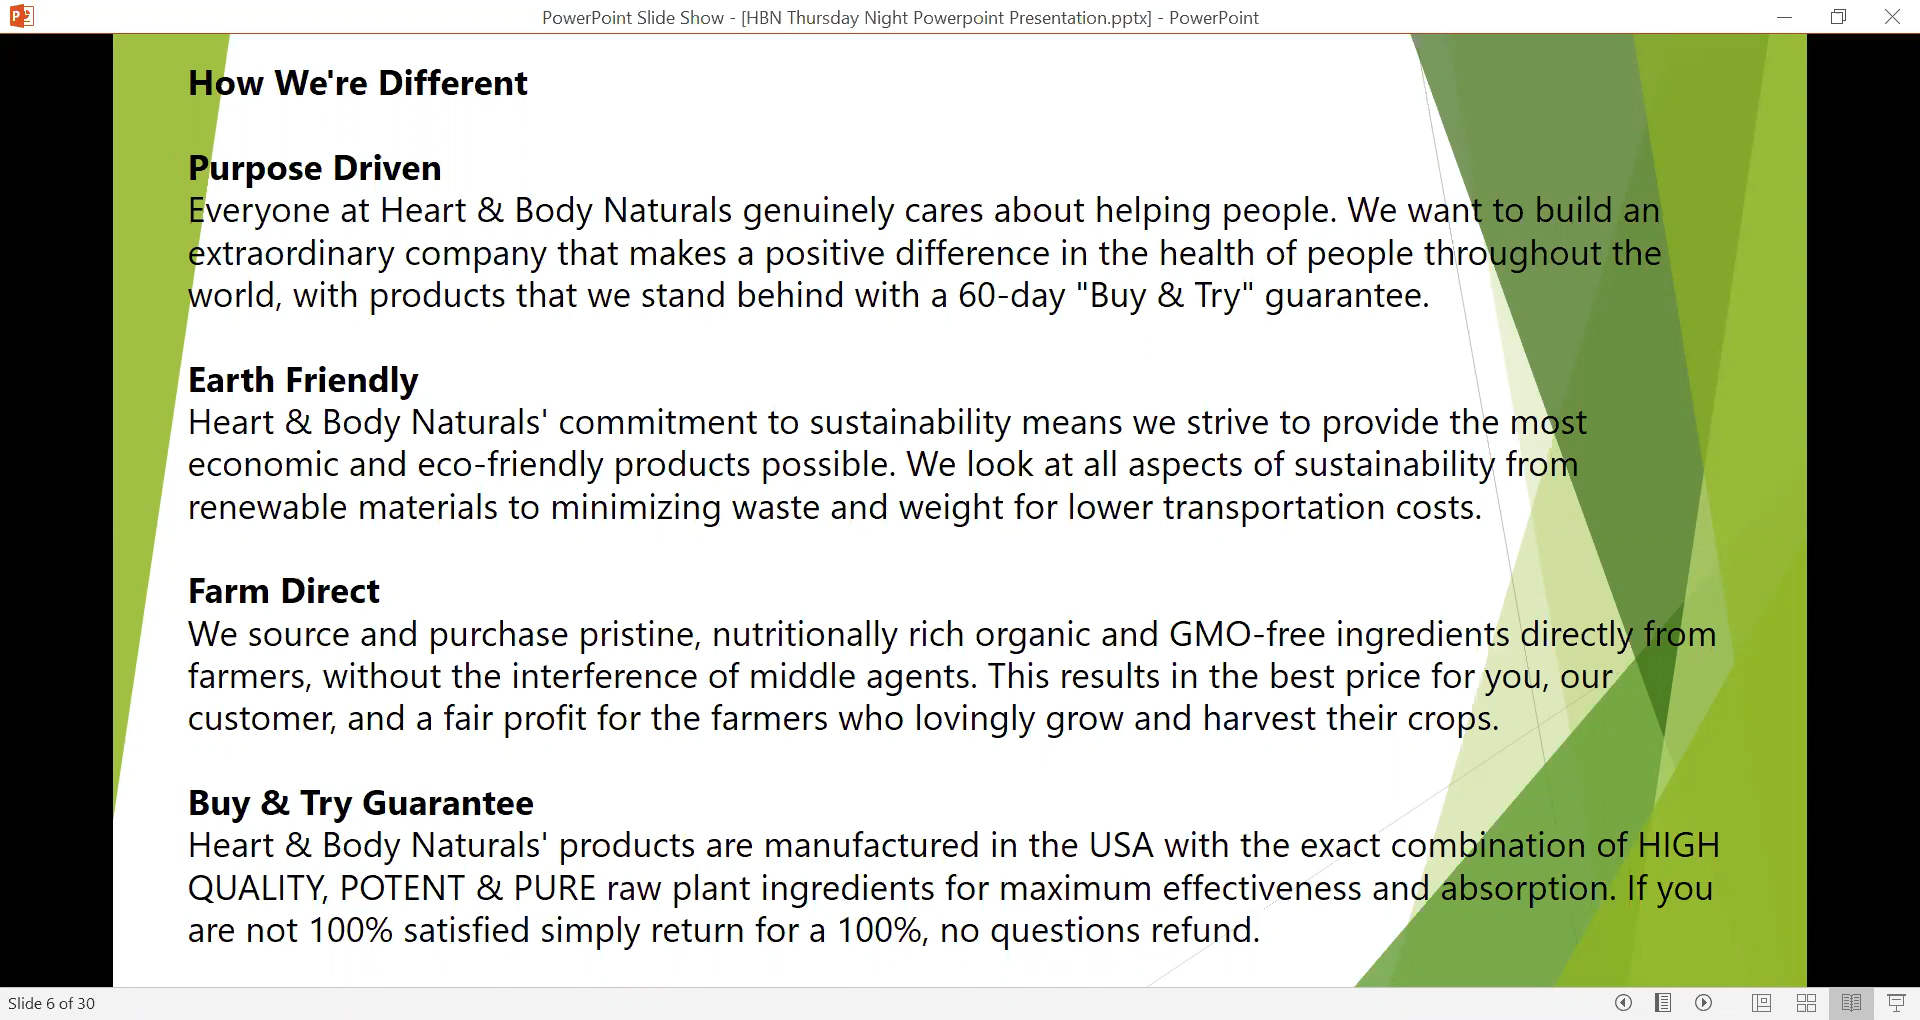 PowerPoint Slide Show - [HBN Thursday Night Powerpoint Presentation.pptx] - PowerPoint
How We're Different
Purpose Driven
Everyone at Heart & Body Naturals genuinely cares about helping people. We want to build an
extraordinary company that makes a positive difference in the health of people throughout the
world, with products that we stand behind with a 60-day "Buy & Try" guarantee.
Earth Friendly
Heart & Body Naturals' commitment to sustainability means we strive to provide the most
economic and eco-friendly products possible. We look at all aspects of sustainability from
renewable materials to minimizing waste and weight for lower transportation costs.
Farm Direct
We source and purchase pristine, nutritionally rich organic and GMO-free ingredients directly from
farmers, without the interference of middle agents. This results in the best price for you, our
customer, and a fair profit for the farmers who lovingly grow and harvest their crops.
Buy & Try Guarantee
Heart & Body Naturals' products are manufactured in the USA with the exact combination of HIGH
QUALITY, POTENT & PURE raw plant ingredients for maximum effectiveness and absorption. If you
are not 100% satisfied simply return for a 100%, no questions refund.
Slide 6 of 30